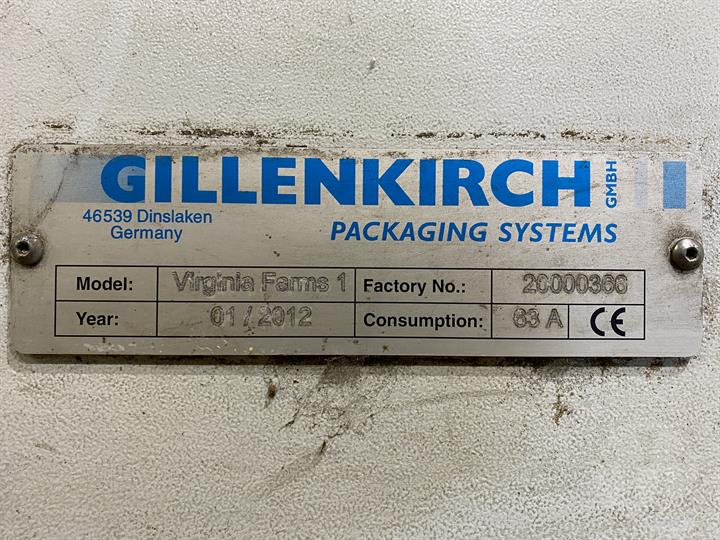 GILLENKIRCH GMBH
46539 Dinslaken
Germany
PACKAGING SYSTEMS
Model: Virginia Farms 1 Factory No.: 20000366
Year: 01 / 2012 Consumption: 63 A CE